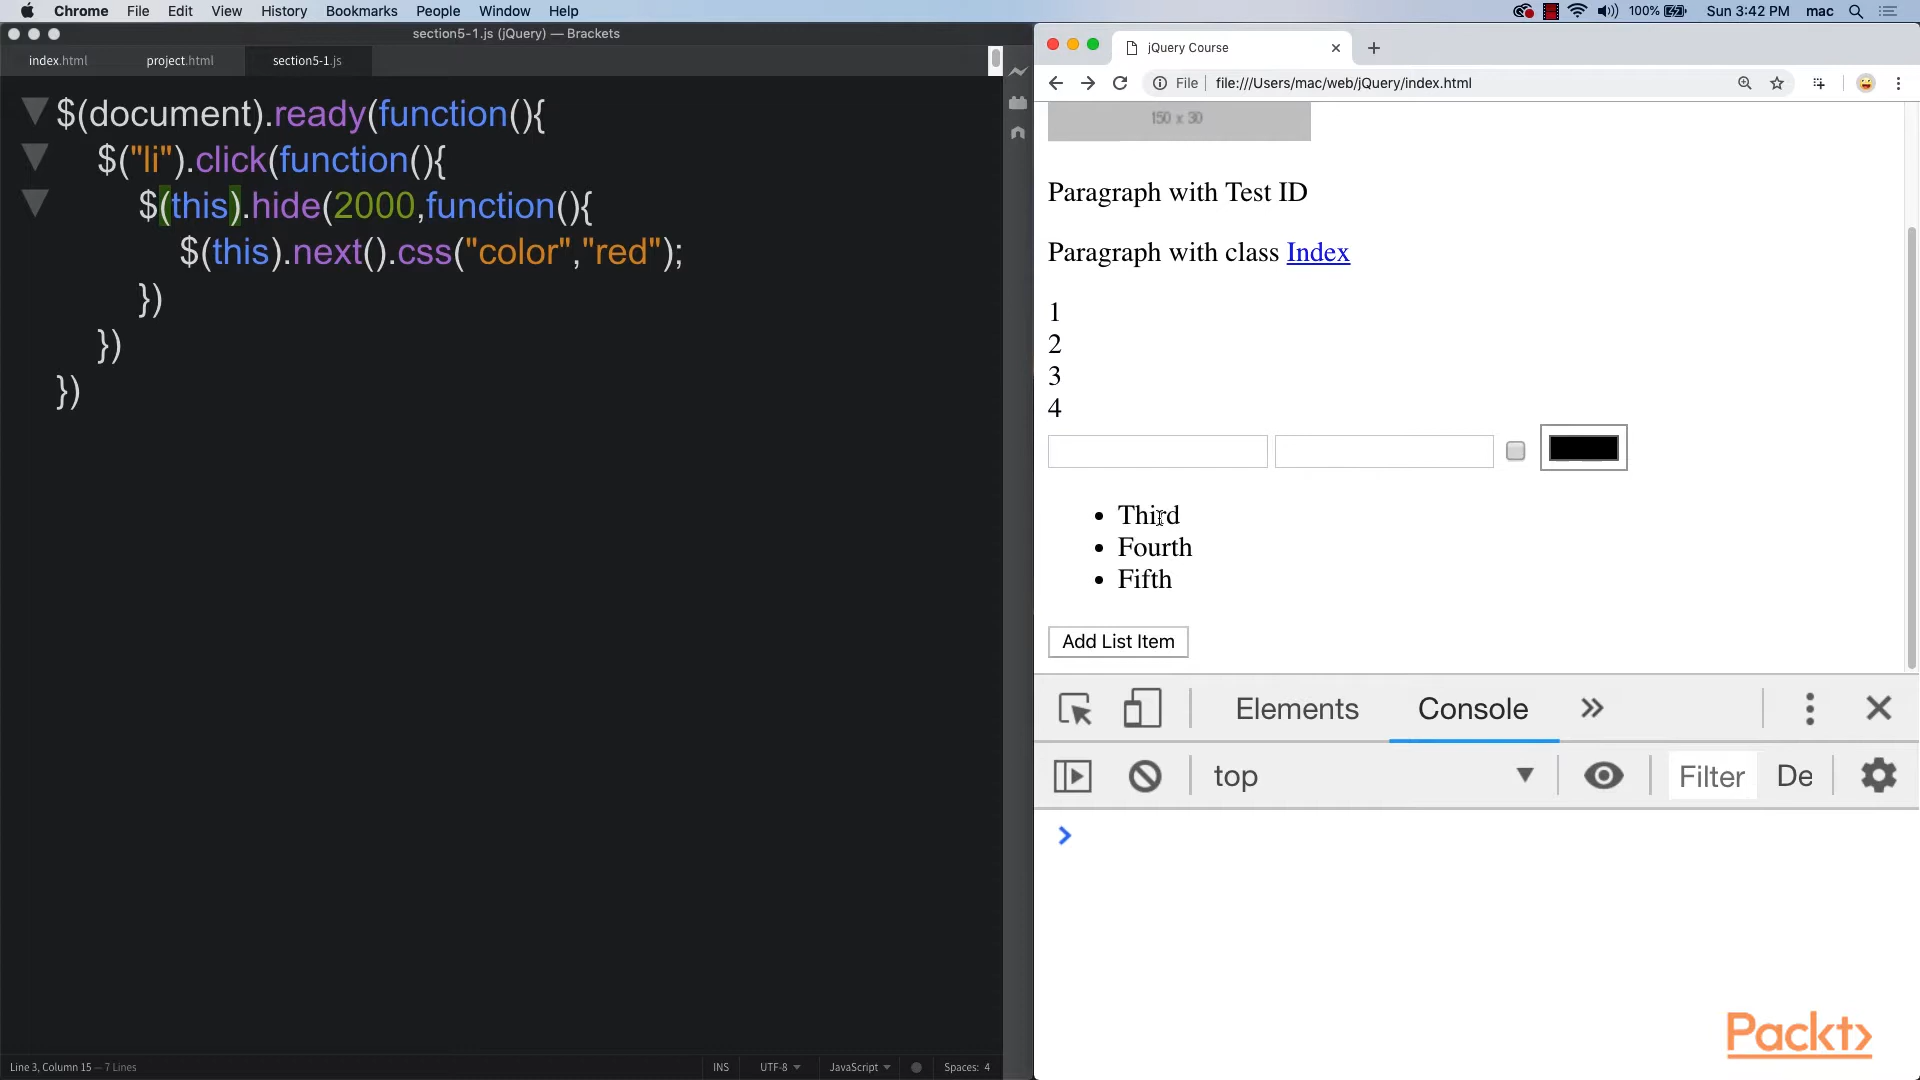 Chrome File Edit View History Bookmarks People Window Help
100% Sun 3:42 PM mac
section5-1.js (jQuery) — Brackets
index.html project.html section5-1.js
$(document).ready(function(){
$("li").click(function(){
$(this).hide(2000,function(){
$(this).next().css("color","red");
})
})
})
Line 3, Column 15 — 7 Lines
INS UTF-8 JavaScript Spaces: 4
jQuery Course
File file:///Users/mac/web/jQuery/index.html
150 x 30
Paragraph with Test ID
Paragraph with class Index
1
2
3
4
• Third
• Fourth
• Fifth
Add List Item
Elements Console
top Filter De
Packt